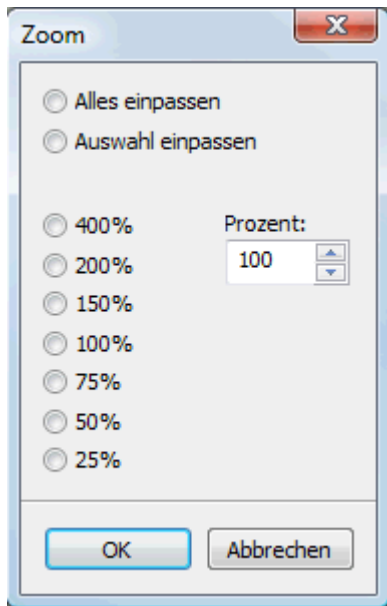 Zoom
Alles einpassen
Auswahl einpassen
400% Prozent:
200% 100
150%
100%
75%
50%
25%
OK Abbrechen